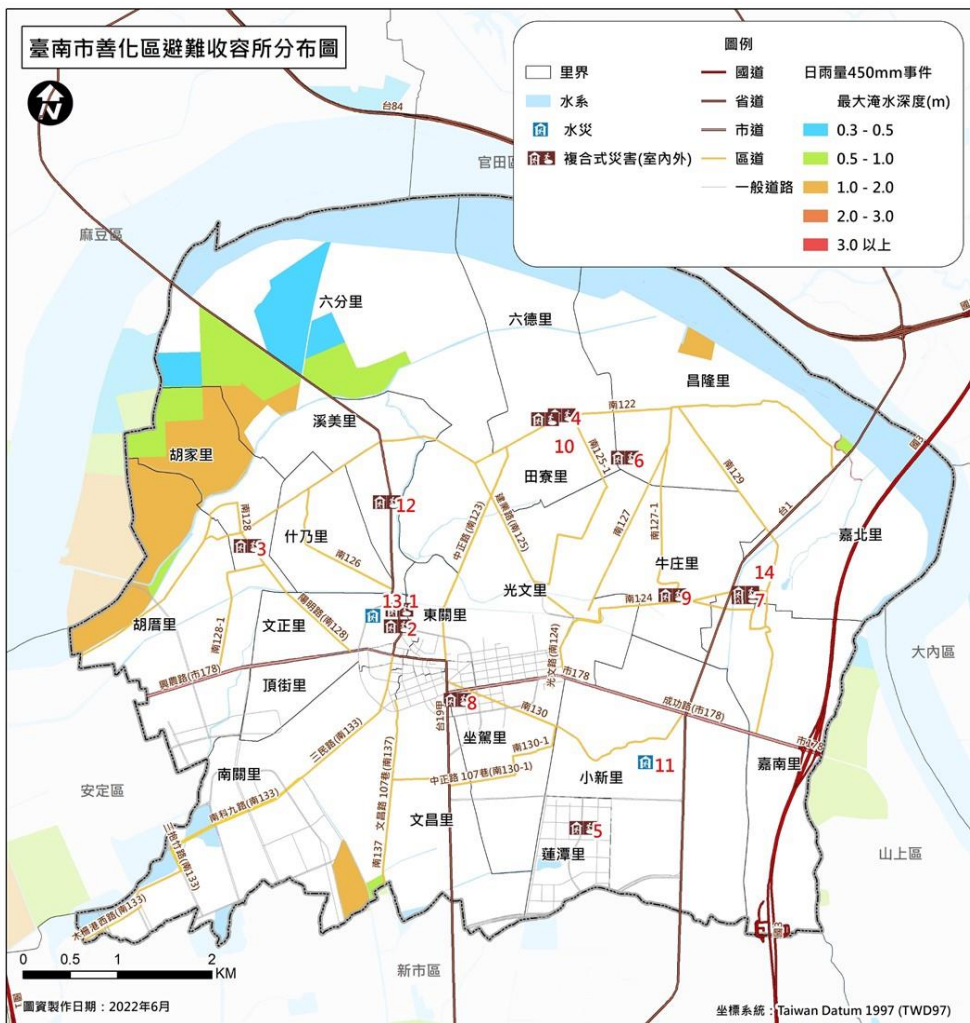 臺南市善化區避難收容所分布圖
N
圖例
里界
水系
水災
複合式災害(室內外)
國道
省道
市道
區道
一般道路
日雨量450mm事件
最大淹水深度(m)
0.3 - 0.5
0.5 - 1.0
1.0 - 2.0
2.0 - 3.0
3.0 以上
台84
官田區
麻豆區
六分里
六德里
昌隆里
國3
溪美里
南122
4
胡家里
10
南125-1
6
田寮里
南129
台1
12
中正路(南123)
建業路(南125)
南127
南127-1
嘉北里
南128
3
什乃里
南126
牛庄里
14
光文里
南124
9
7
13
1
東關里
2
胡厝里
南128-1
文正里
陽明路(南128)
光文路(南124)
大內區
興農路(市178)
頂街里
市178
成功路(市178)
市178
8
台19甲
南130
坐駕里
南130-1
中正路 107巷(南130-1)
小新里
11
嘉南里
三民路(南133)
文昌路 107巷(南137)
南關里
安定區
南科九路(南133)
文昌里
5
蓮潭里
山上區
南137
木柵港西路(南133)
國3
新市區
0 0.5 1 2
KM
圖資製作日期：2022年6月
坐標系統：Taiwan Datum 1997 (TWD97)